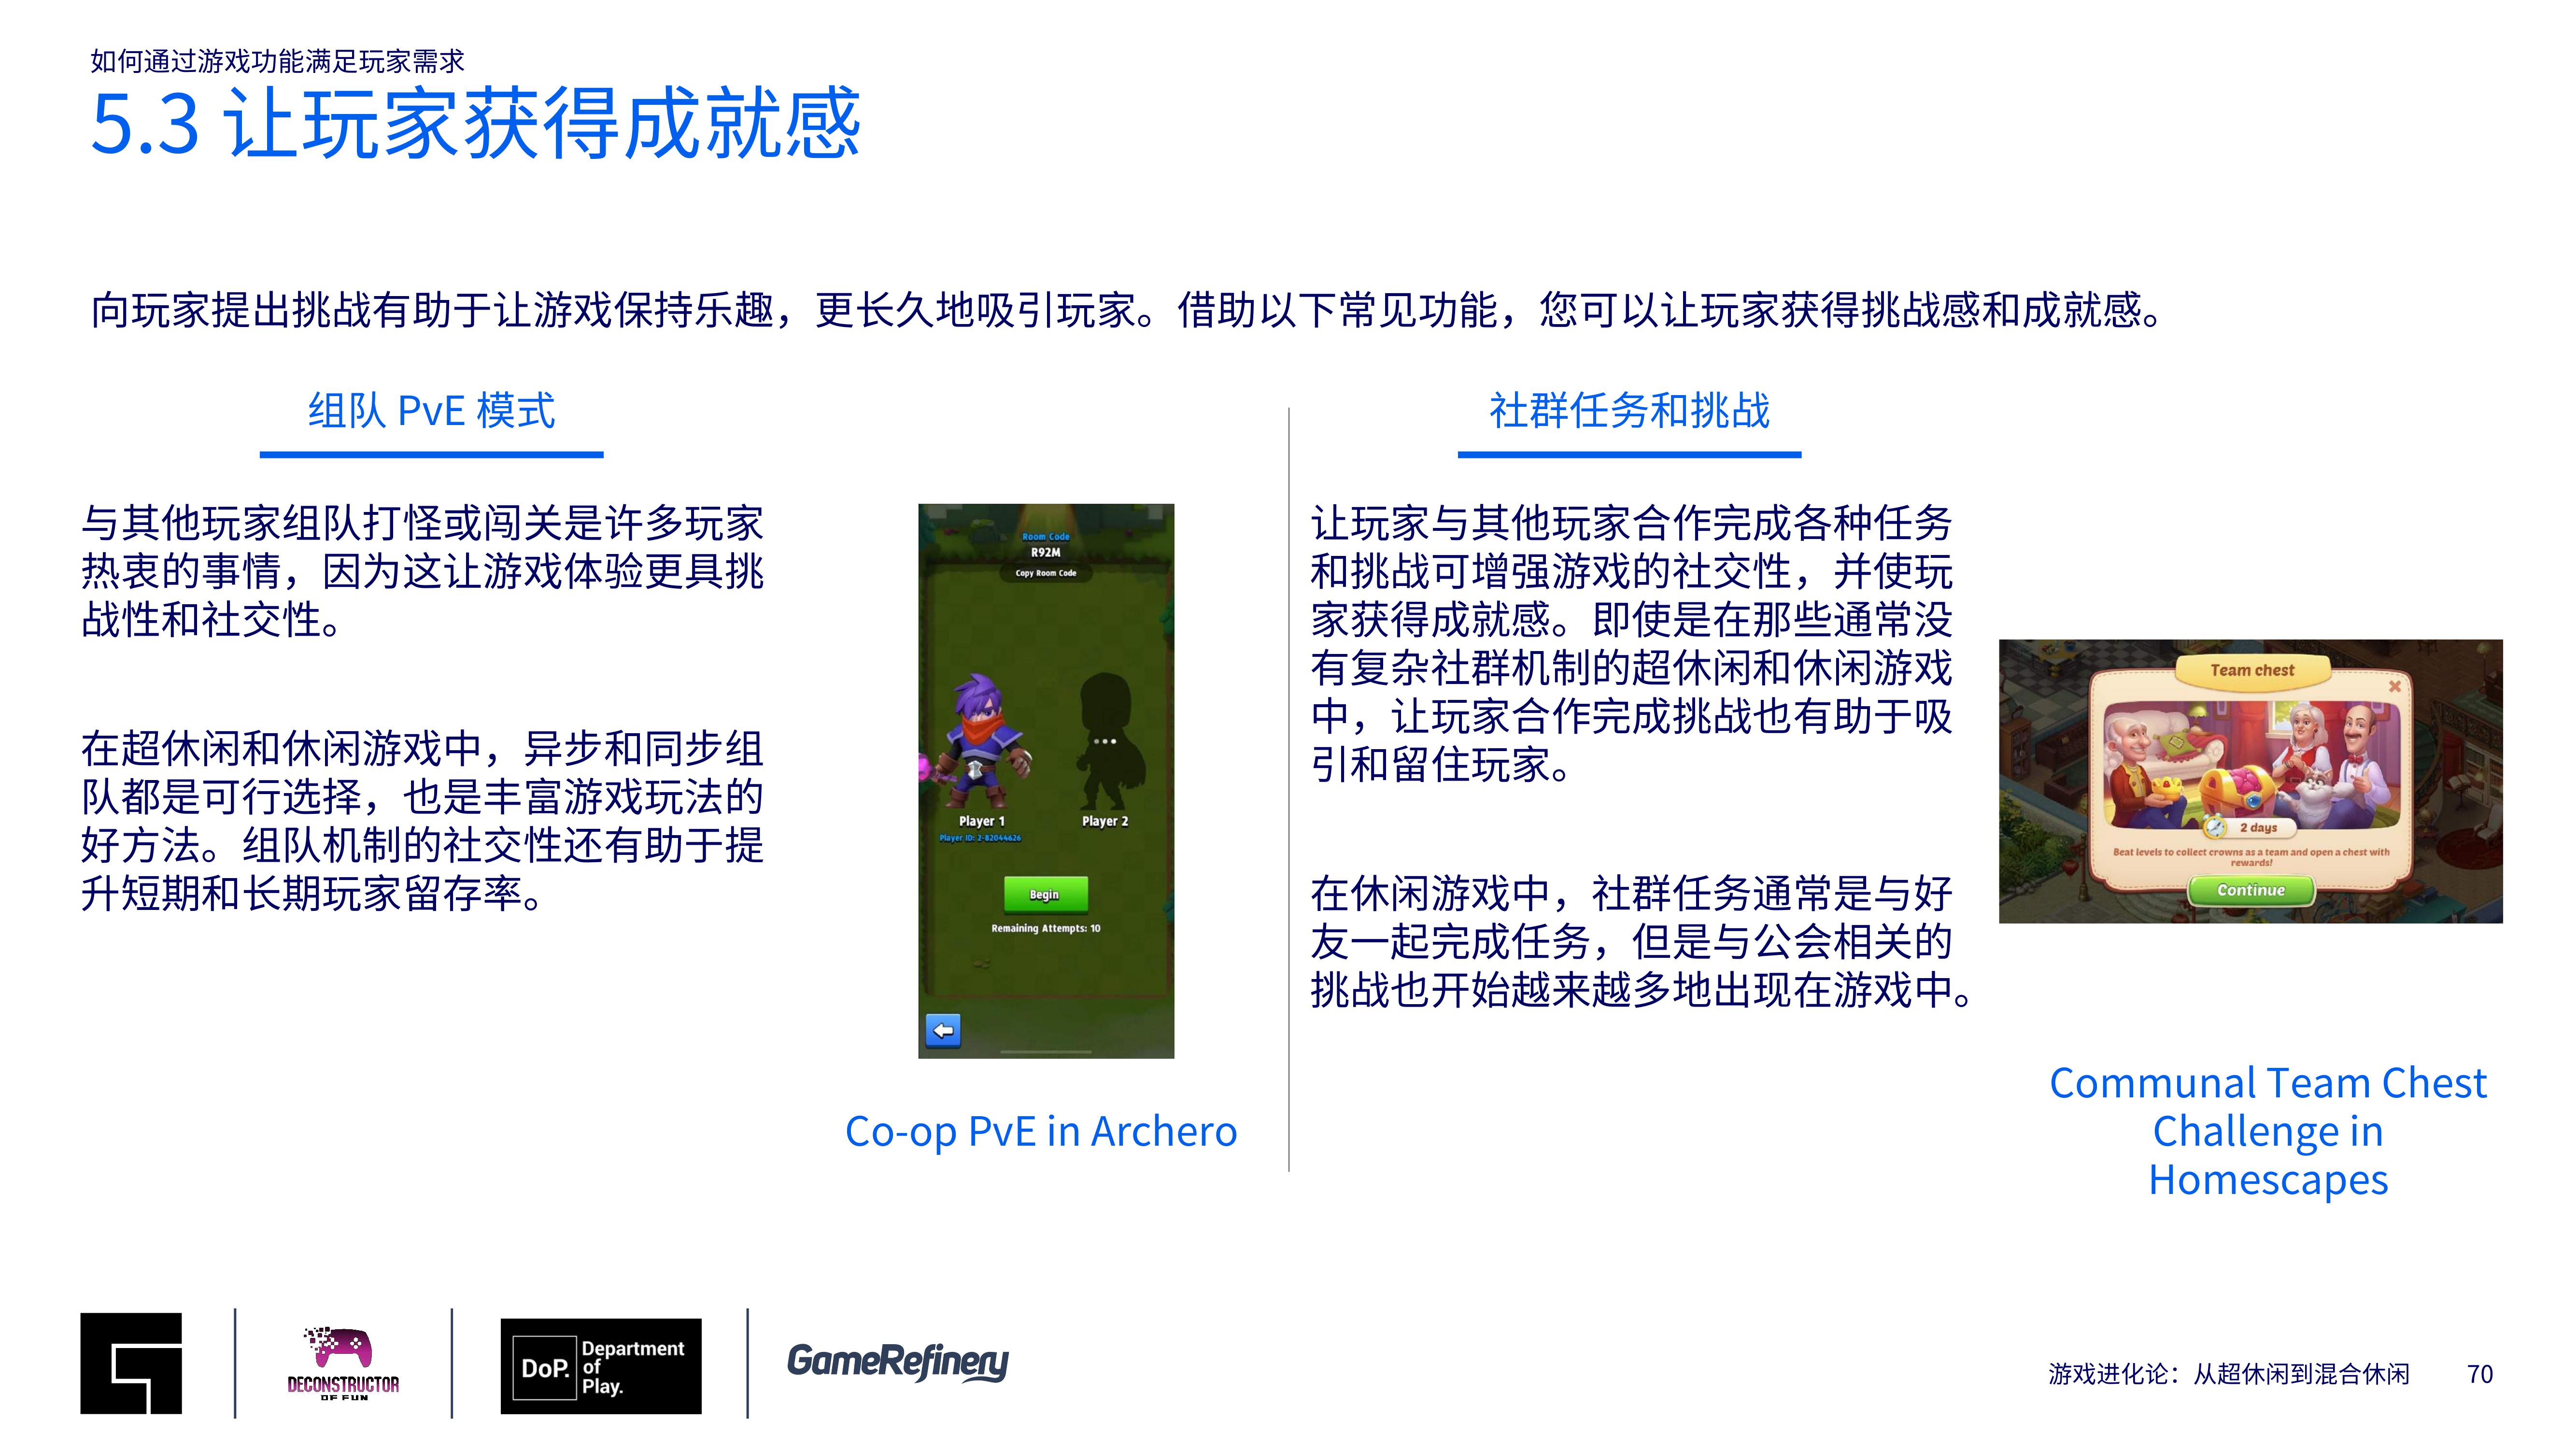 如何通过游戏功能满足玩家需求
5.3 让玩家获得成就感
向玩家提出挑战有助于让游戏保持乐趣，更长久地吸引玩家。借助以下常见功能，您可以让玩家获得挑战感和成就感。
组队 PvE 模式
与其他玩家组队打怪或闯关是许多玩家
热衷的事情，因为这让游戏体验更具挑
战性和社交性。
在超休闲和休闲游戏中，异步和同步组
队都是可行选择，也是丰富游戏玩法的
好方法。组队机制的社交性还有助于提
升短期和长期玩家留存率。
Room Code
R92M
Copy Room Code
Player 1
Player 2
Player ID: 2-82044626
Begin
Remaining Attempts: 10
Co-op PvE in Archero
社群任务和挑战
让玩家与其他玩家合作完成各种任务
和挑战可增强游戏的社交性，并使玩
家获得成就感。即使是在那些通常没
有复杂社群机制的超休闲和休闲游戏
中，让玩家合作完成挑战也有助于吸
引和留住玩家。
在休闲游戏中，社群任务通常是与好
友一起完成任务，但是与公会相关的
挑战也开始越来越多地出现在游戏中。
Team chest
2 days
Beat levels to collect crowns as a team and open a chest with
rewards!
Continue
Communal Team Chest
Challenge in
Homescapes
DECONSTRUCTOR
OF FUN
DoP.
Department
of
Play.
GameRefinery
游戏进化论：从超休闲到混合休闲
70